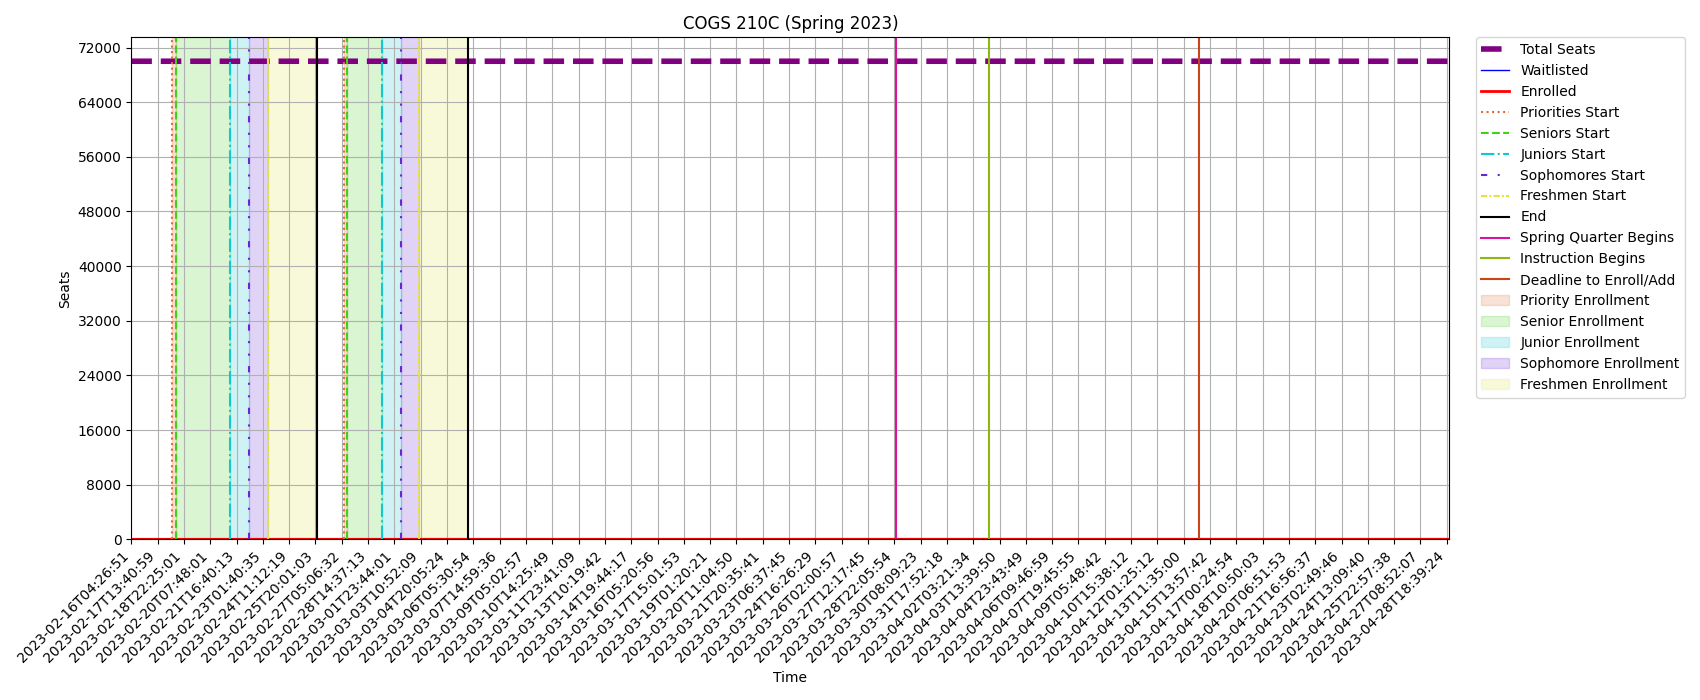 COGS 210C (Spring 2023)
72000
64000
56000
48000
40000
32000
24000
16000
8000
0
Seats
2023-02-16T04:26:51
2023-02-17T13:40:59
2023-02-18T22:25:01
2023-02-20T07:48:01
2023-02-21T16:40:13
2023-02-23T01:40:35
2023-02-24T11:12:19
2023-02-25T20:01:03
2023-02-27T05:06:32
2023-02-28T14:37:13
2023-03-01T23:44:01
2023-03-03T10:52:09
2023-03-04T20:05:24
2023-03-06T05:30:54
2023-03-07T14:59:36
2023-03-09T05:02:57
2023-03-10T14:25:49
2023-03-11T23:41:09
2023-03-13T10:19:42
2023-03-14T19:44:17
2023-03-16T05:20:56
2023-03-17T15:01:53
2023-03-19T01:20:21
2023-03-20T11:04:50
2023-03-21T20:35:41
2023-03-23T06:37:45
2023-03-24T16:26:29
2023-03-26T02:00:57
2023-03-27T12:17:45
2023-03-28T22:05:54
2023-03-30T08:09:23
2023-03-31T17:52:18
2023-04-02T03:21:34
2023-04-03T13:39:50
2023-04-04T23:43:49
2023-04-06T09:46:59
2023-04-07T19:45:55
2023-04-09T05:48:42
2023-04-10T15:38:12
2023-04-12T01:25:12
2023-04-13T11:35:00
2023-04-15T13:57:42
2023-04-17T00:24:54
2023-04-18T10:50:03
2023-04-20T06:51:53
2023-04-21T16:56:37
2023-04-23T02:49:46
2023-04-24T13:09:40
2023-04-25T22:57:38
2023-04-27T08:52:07
2023-04-28T18:39:24
Time
Total Seats
Waitlisted
Enrolled
Priorities Start
Seniors Start
Juniors Start
Sophomores Start
Freshmen Start
End
Spring Quarter Begins
Instruction Begins
Deadline to Enroll/Add
Priority Enrollment
Senior Enrollment
Junior Enrollment
Sophomore Enrollment
Freshmen Enrollment